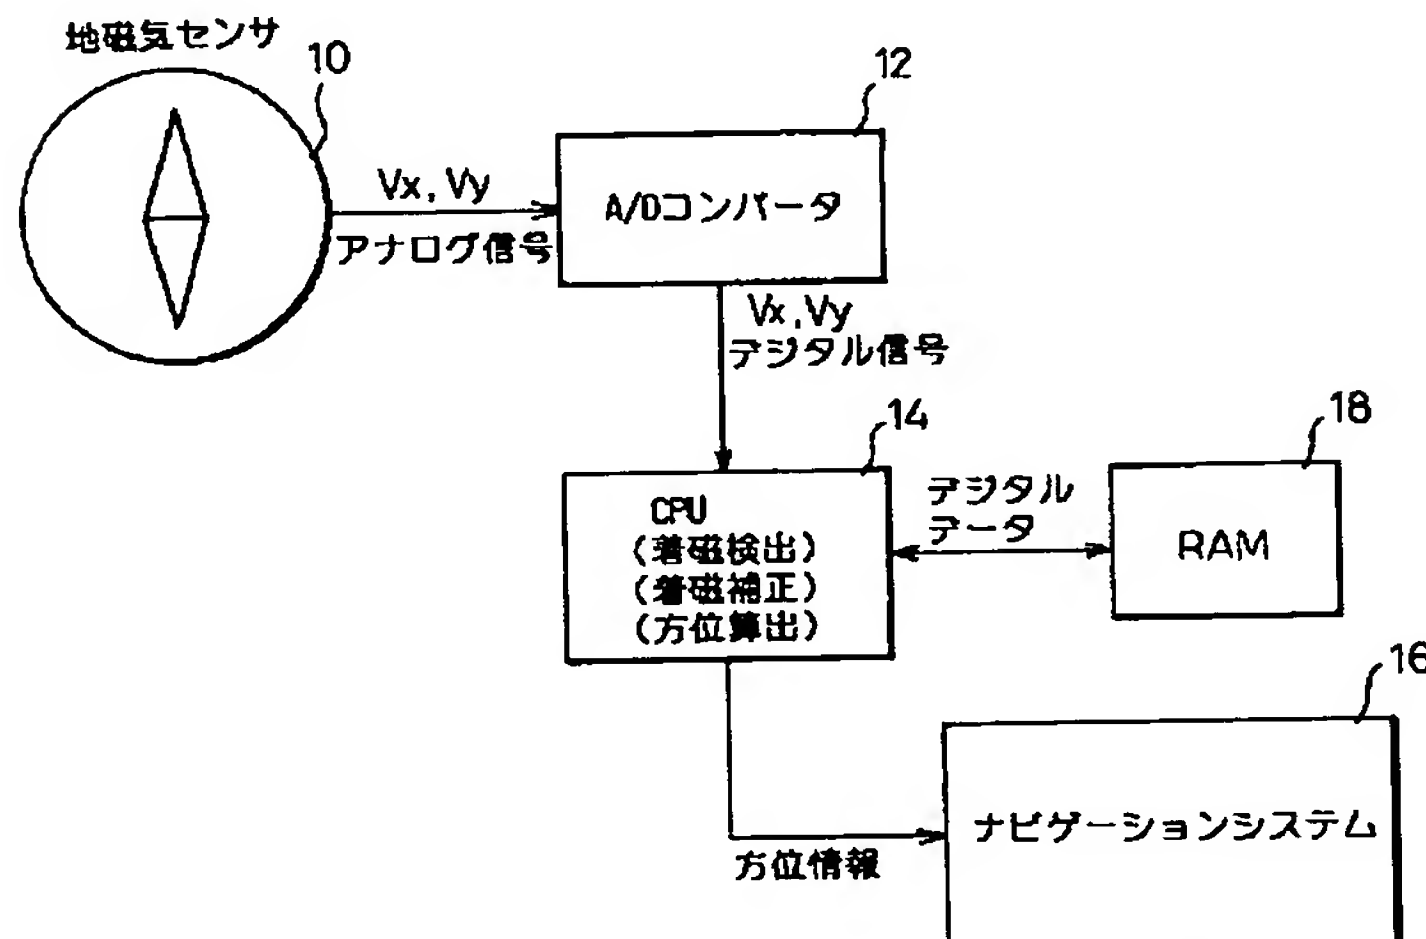 地磁気センサ
10
Vx, Vy
アナログ信号
12
A/Dコンバータ
Vx, Vy
デジタル信号
14
CPU
(着磁検出)
(着磁補正)
(方位算出)
デジタル
データ
18
RAM
16
ナビゲーションシステム
方位情報